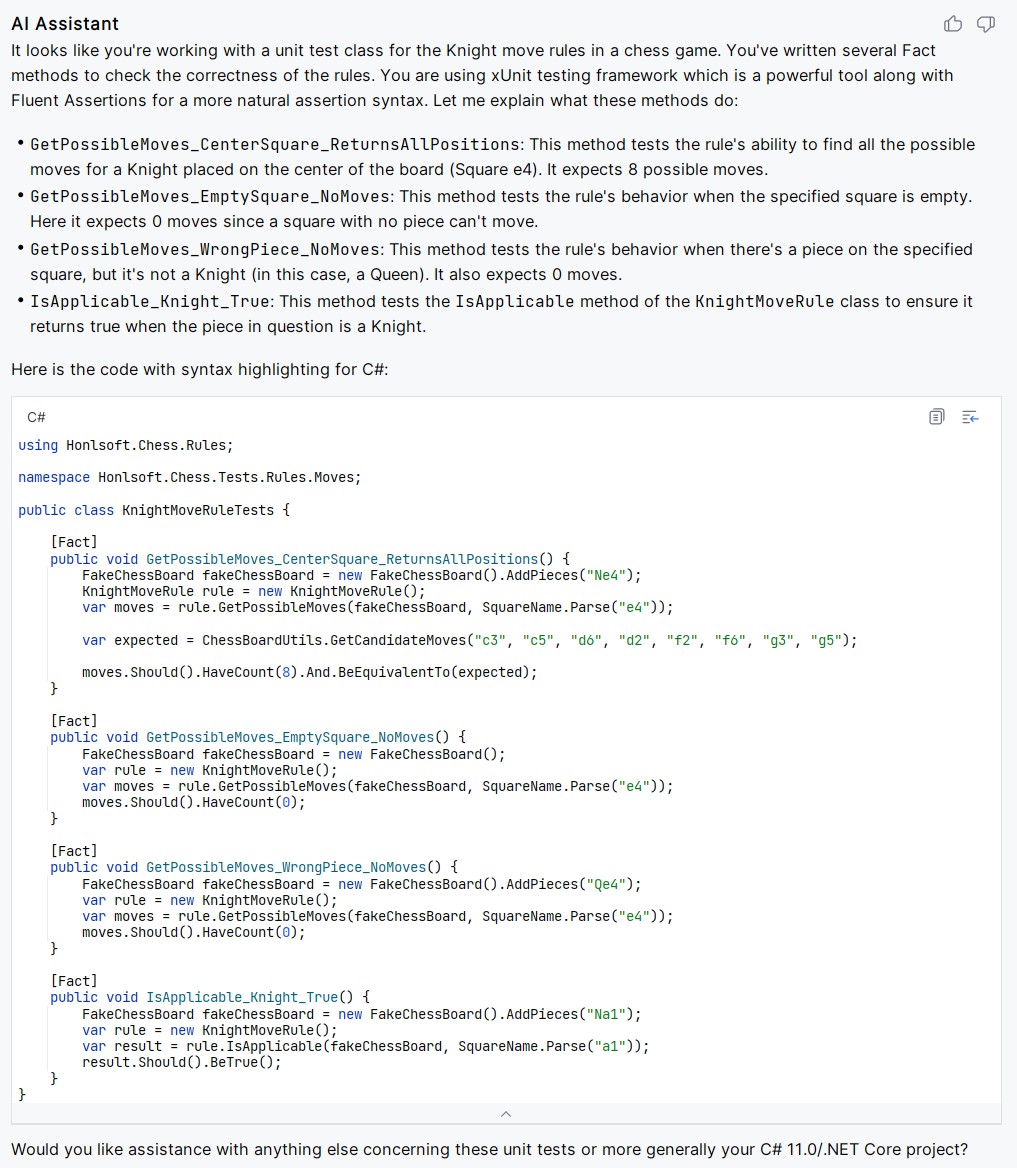 AI Assistant
It looks like you're working with a unit test class for the Knight move rules in a chess game. You've written several Fact
methods to check the correctness of the rules. You are using xUnit testing framework which is a powerful tool along with
Fluent Assertions for a more natural assertion syntax. Let me explain what these methods do:
• GetPossibleMoves_CenterSquare_ReturnsAllPositions: This method tests the rule's ability to find all the possible
moves for a Knight placed on the center of the board (Square e4). It expects 8 possible moves.
• GetPossibleMoves_EmptySquare_NoMoves: This method tests the rule's behavior when the specified square is empty.
Here it expects 0 moves since a square with no piece can't move.
• GetPossibleMoves_WrongPiece_NoMoves: This method tests the rule's behavior when there's a piece on the specified
square, but it's not a Knight (in this case, a Queen). It also expects 0 moves.
• IsApplicable_Knight_True: This method tests the IsApplicable method of the KnightMoveRule class to ensure it
returns true when the piece in question is a Knight.
Here is the code with syntax highlighting for C#:
C#
using Honlsoft.Chess.Rules;
namespace Honlsoft.Chess.Tests.Rules.Moves;
public class KnightMoveRuleTests {
    [Fact]
    public void GetPossibleMoves_CenterSquare_ReturnsAllPositions() {
        FakeChessBoard fakeChessBoard = new FakeChessBoard().AddPieces("Ne4");
        KnightMoveRule rule = new KnightMoveRule();
        var moves = rule.GetPossibleMoves(fakeChessBoard, SquareName.Parse("e4"));
        var expected = ChessBoardUtils.GetCandidateMoves("c3", "c5", "d6", "d2", "f2", "f6", "g3", "g5");
        moves.Should().HaveCount(8).And.BeEquivalentTo(expected);
    }
    [Fact]
    public void GetPossibleMoves_EmptySquare_NoMoves() {
        FakeChessBoard fakeChessBoard = new FakeChessBoard();
        var rule = new KnightMoveRule();
        var moves = rule.GetPossibleMoves(fakeChessBoard, SquareName.Parse("e4"));
        moves.Should().HaveCount(0);
    }
    [Fact]
    public void GetPossibleMoves_WrongPiece_NoMoves() {
        FakeChessBoard fakeChessBoard = new FakeChessBoard().AddPieces("Qe4");
        var rule = new KnightMoveRule();
        var moves = rule.GetPossibleMoves(fakeChessBoard, SquareName.Parse("e4"));
        moves.Should().HaveCount(0);
    }
    [Fact]
    public void IsApplicable_Knight_True() {
        FakeChessBoard fakeChessBoard = new FakeChessBoard().AddPieces("Na1");
        var rule = new KnightMoveRule();
        var result = rule.IsApplicable(fakeChessBoard, SquareName.Parse("a1"));
        result.Should().BeTrue();
    }
}
Would you like assistance with anything else concerning these unit tests or more generally your C# 11.0/.NET Core project?